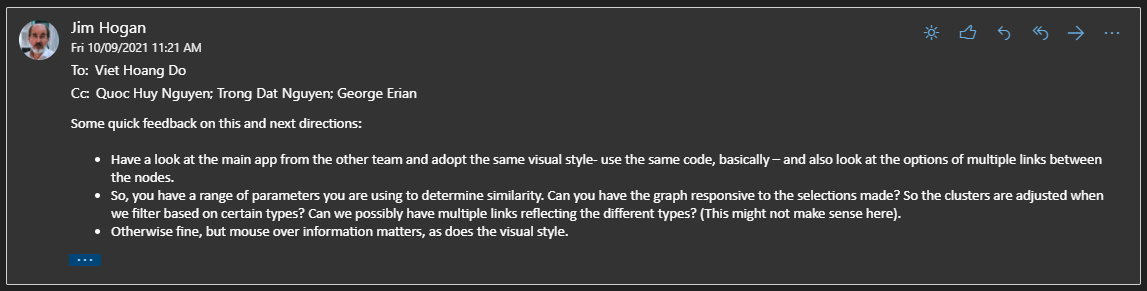 Jim Hogan
Fri 10/09/2021 11:21 AM
To: Viet Hoang Do
Cc: Quoc Huy Nguyen; Trong Dat Nguyen; George Erian
Some quick feedback on this and next directions:
• Have a look at the main app from the other team and adopt the same visual style- use the same code, basically – and also look at the options of multiple links between
the nodes.
• So, you have a range of parameters you are using to determine similarity. Can you have the graph responsive to the selections made? So the clusters are adjusted when
we filter based on certain types? Can we possibly have multiple links reflecting the different types? (This might not make sense here).
• Otherwise fine, but mouse over information matters, as does the visual style.